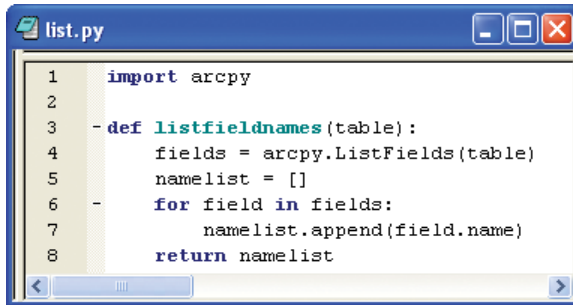 list.py
1 import arcpy
2
3 - def listfieldnames(table):
4 fields = arcpy.ListFields(table)
5 namelist = []
6 - for field in fields:
7 namelist.append(field.name)
8 return namelist